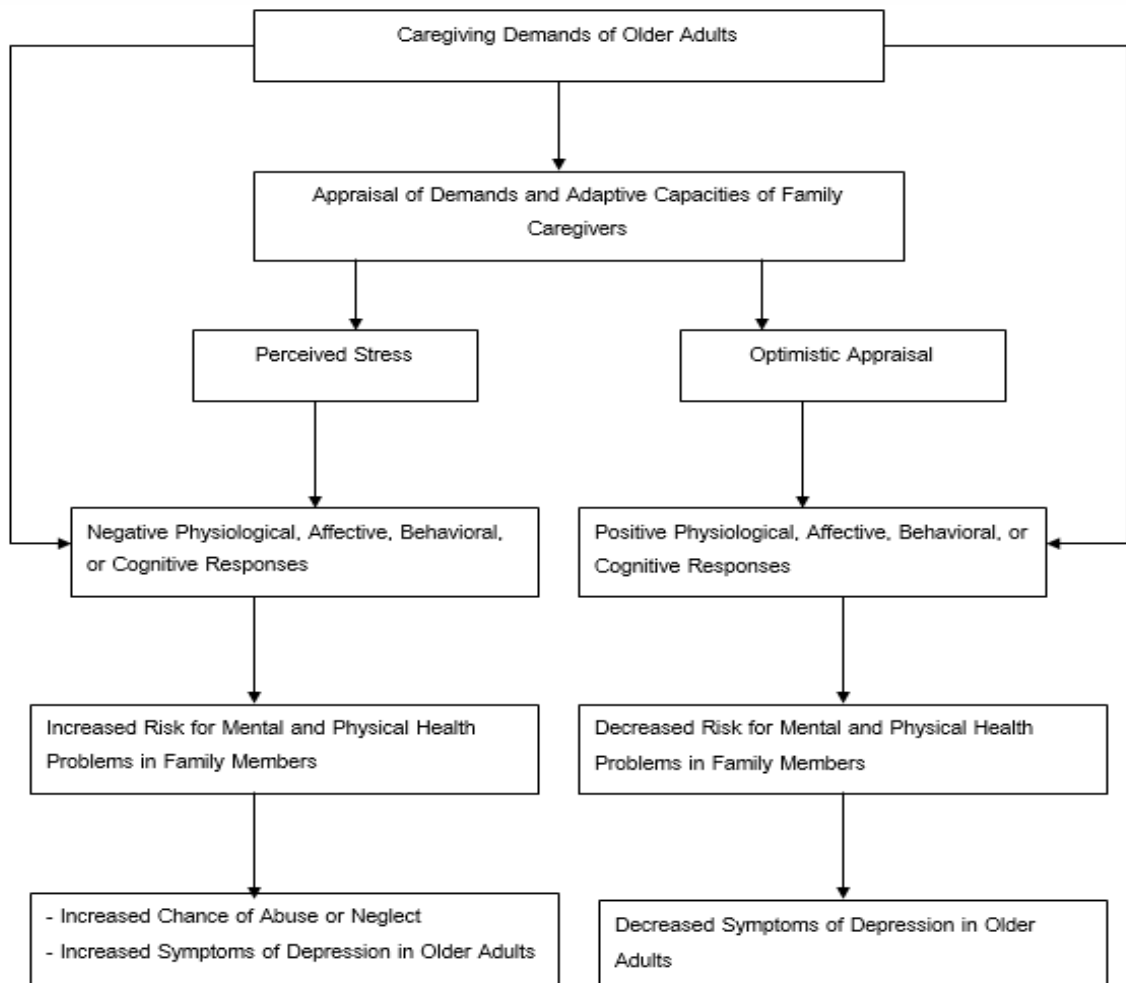 Caregiving Demands of Older Adults
Appraisal of Demands and Adaptive Capacities of Family
Caregivers
Perceived Stress
Optimistic Appraisal
Negative Physiological, Affective, Behavioral,
or Cognitive Responses
Positive Physiological, Affective, Behavioral, or
Cognitive Responses
Increased Risk for Mental and Physical Health
Problems in Family Members
Decreased Risk for Mental and Physical Health
Problems in Family Members
- Increased Chance of Abuse or Neglect
- Increased Symptoms of Depression in Older Adults
Decreased Symptoms of Depression in Older
Adults